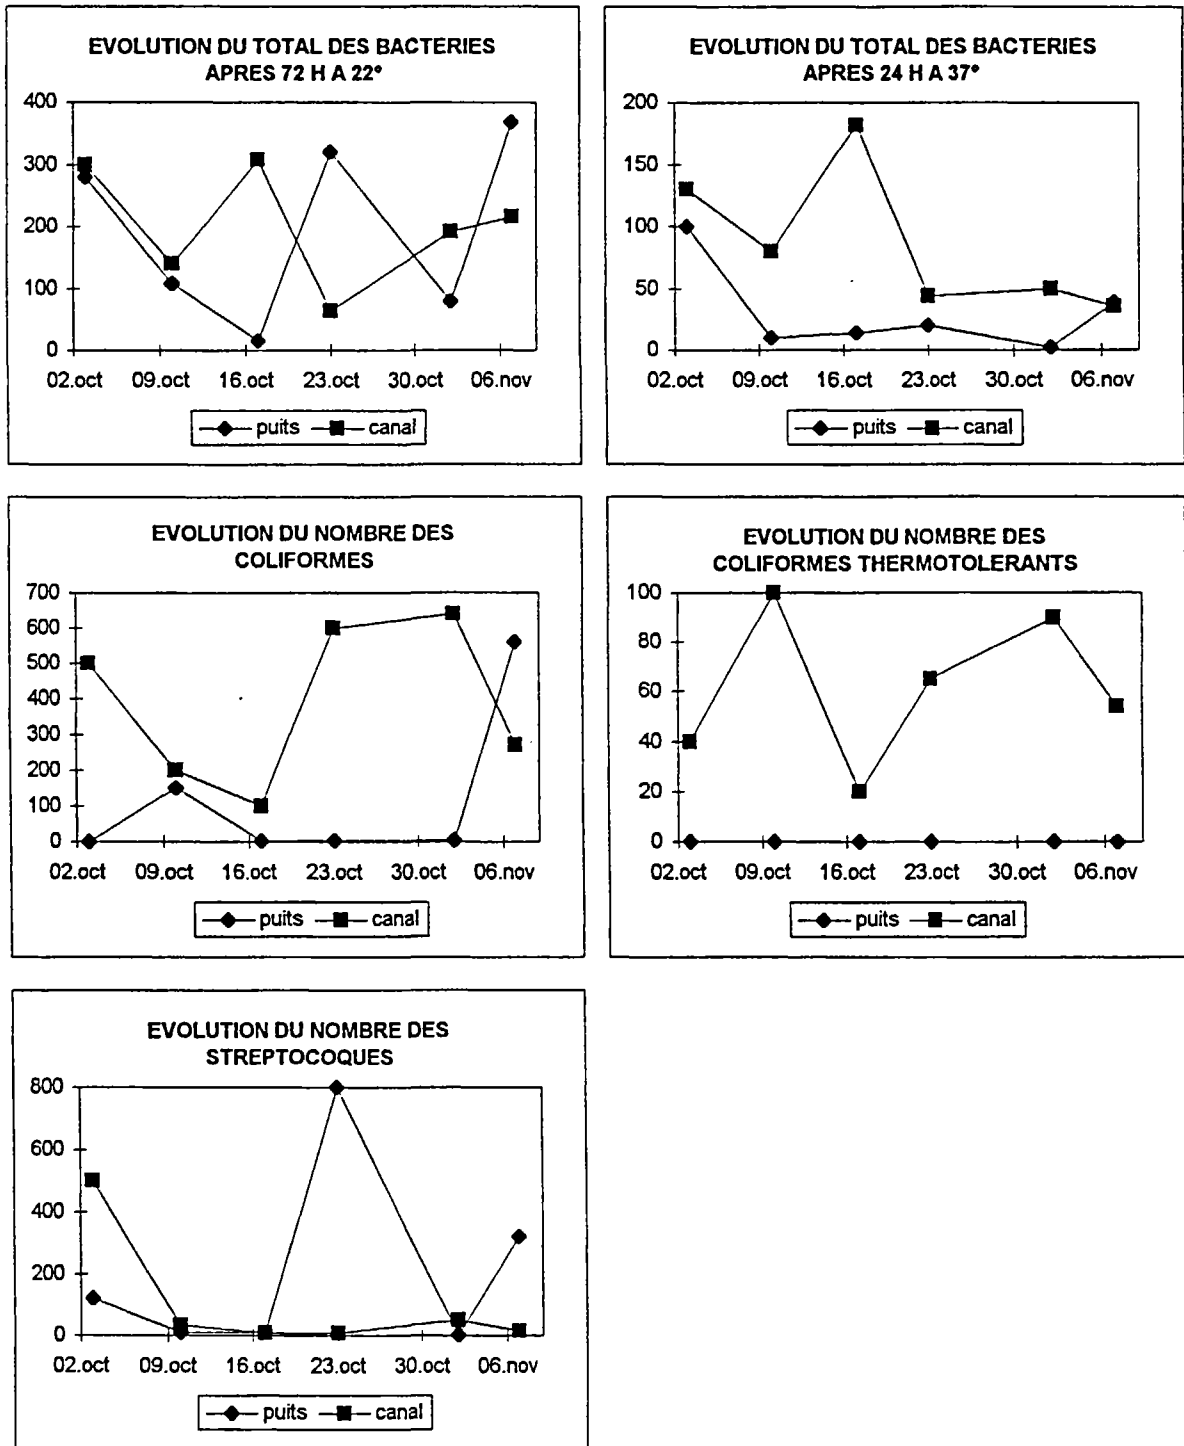 EVOLUTION DU TOTAL DES BACTERIES
APRES 72 H A 22°
400
300
200
100
0
02.oct 09.oct 16.oct 23.oct 30.oct 06.nov
puits canal
EVOLUTION DU TOTAL DES BACTERIES
APRES 24 H A 37°
200
150
100
50
0
02.oct 09.oct 16.oct 23.oct 30.oct 06.nov
puits canal
EVOLUTION DU NOMBRE DES
COLIFORMES
700
600
500
400
300
200
100
0
02.oct 09.oct 16.oct 23.oct 30.oct 06.nov
puits canal
EVOLUTION DU NOMBRE DES
COLIFORMES THERMOTOLERANTS
100
80
60
40
20
0
02.oct 09.oct 16.oct 23.oct 30.oct 06.nov
puits canal
EVOLUTION DU NOMBRE DES
STREPTOCOQUES
800
600
400
200
0
02.oct 09.oct 16.oct 23.oct 30.oct 06.nov
puits canal